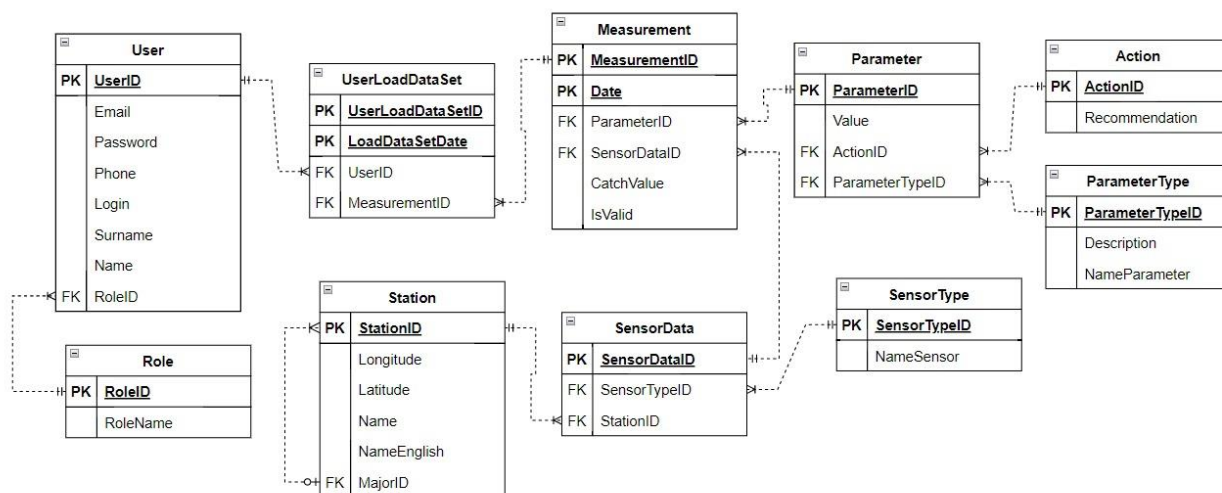 User
PK UserID
Email
Password
Phone
Login
Surname
Name
FK RoleID
Role
PK RoleID
RoleName
UserLoadDataSet
PK UserLoadDataSetID
PK LoadDataSetDate
FK UserID
FK MeasurementID
Station
PK StationID
Longitude
Latitude
Name
NameEnglish
FK MajorID
Measurement
PK MeasurementID
PK Date
FK ParameterID
FK SensorDataID
CatchValue
IsValid
SensorData
PK SensorDataID
FK SensorTypeID
FK StationID
Parameter
PK ParameterID
Value
FK ActionID
FK ParameterTypeID
SensorType
PK SensorTypeID
NameSensor
Action
PK ActionID
Recommendation
ParameterType
PK ParameterTypeID
Description
NameParameter